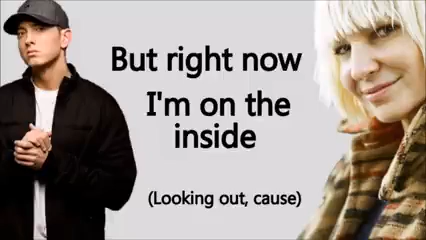 But right now
I'm on the
inside
(Looking out, cause)